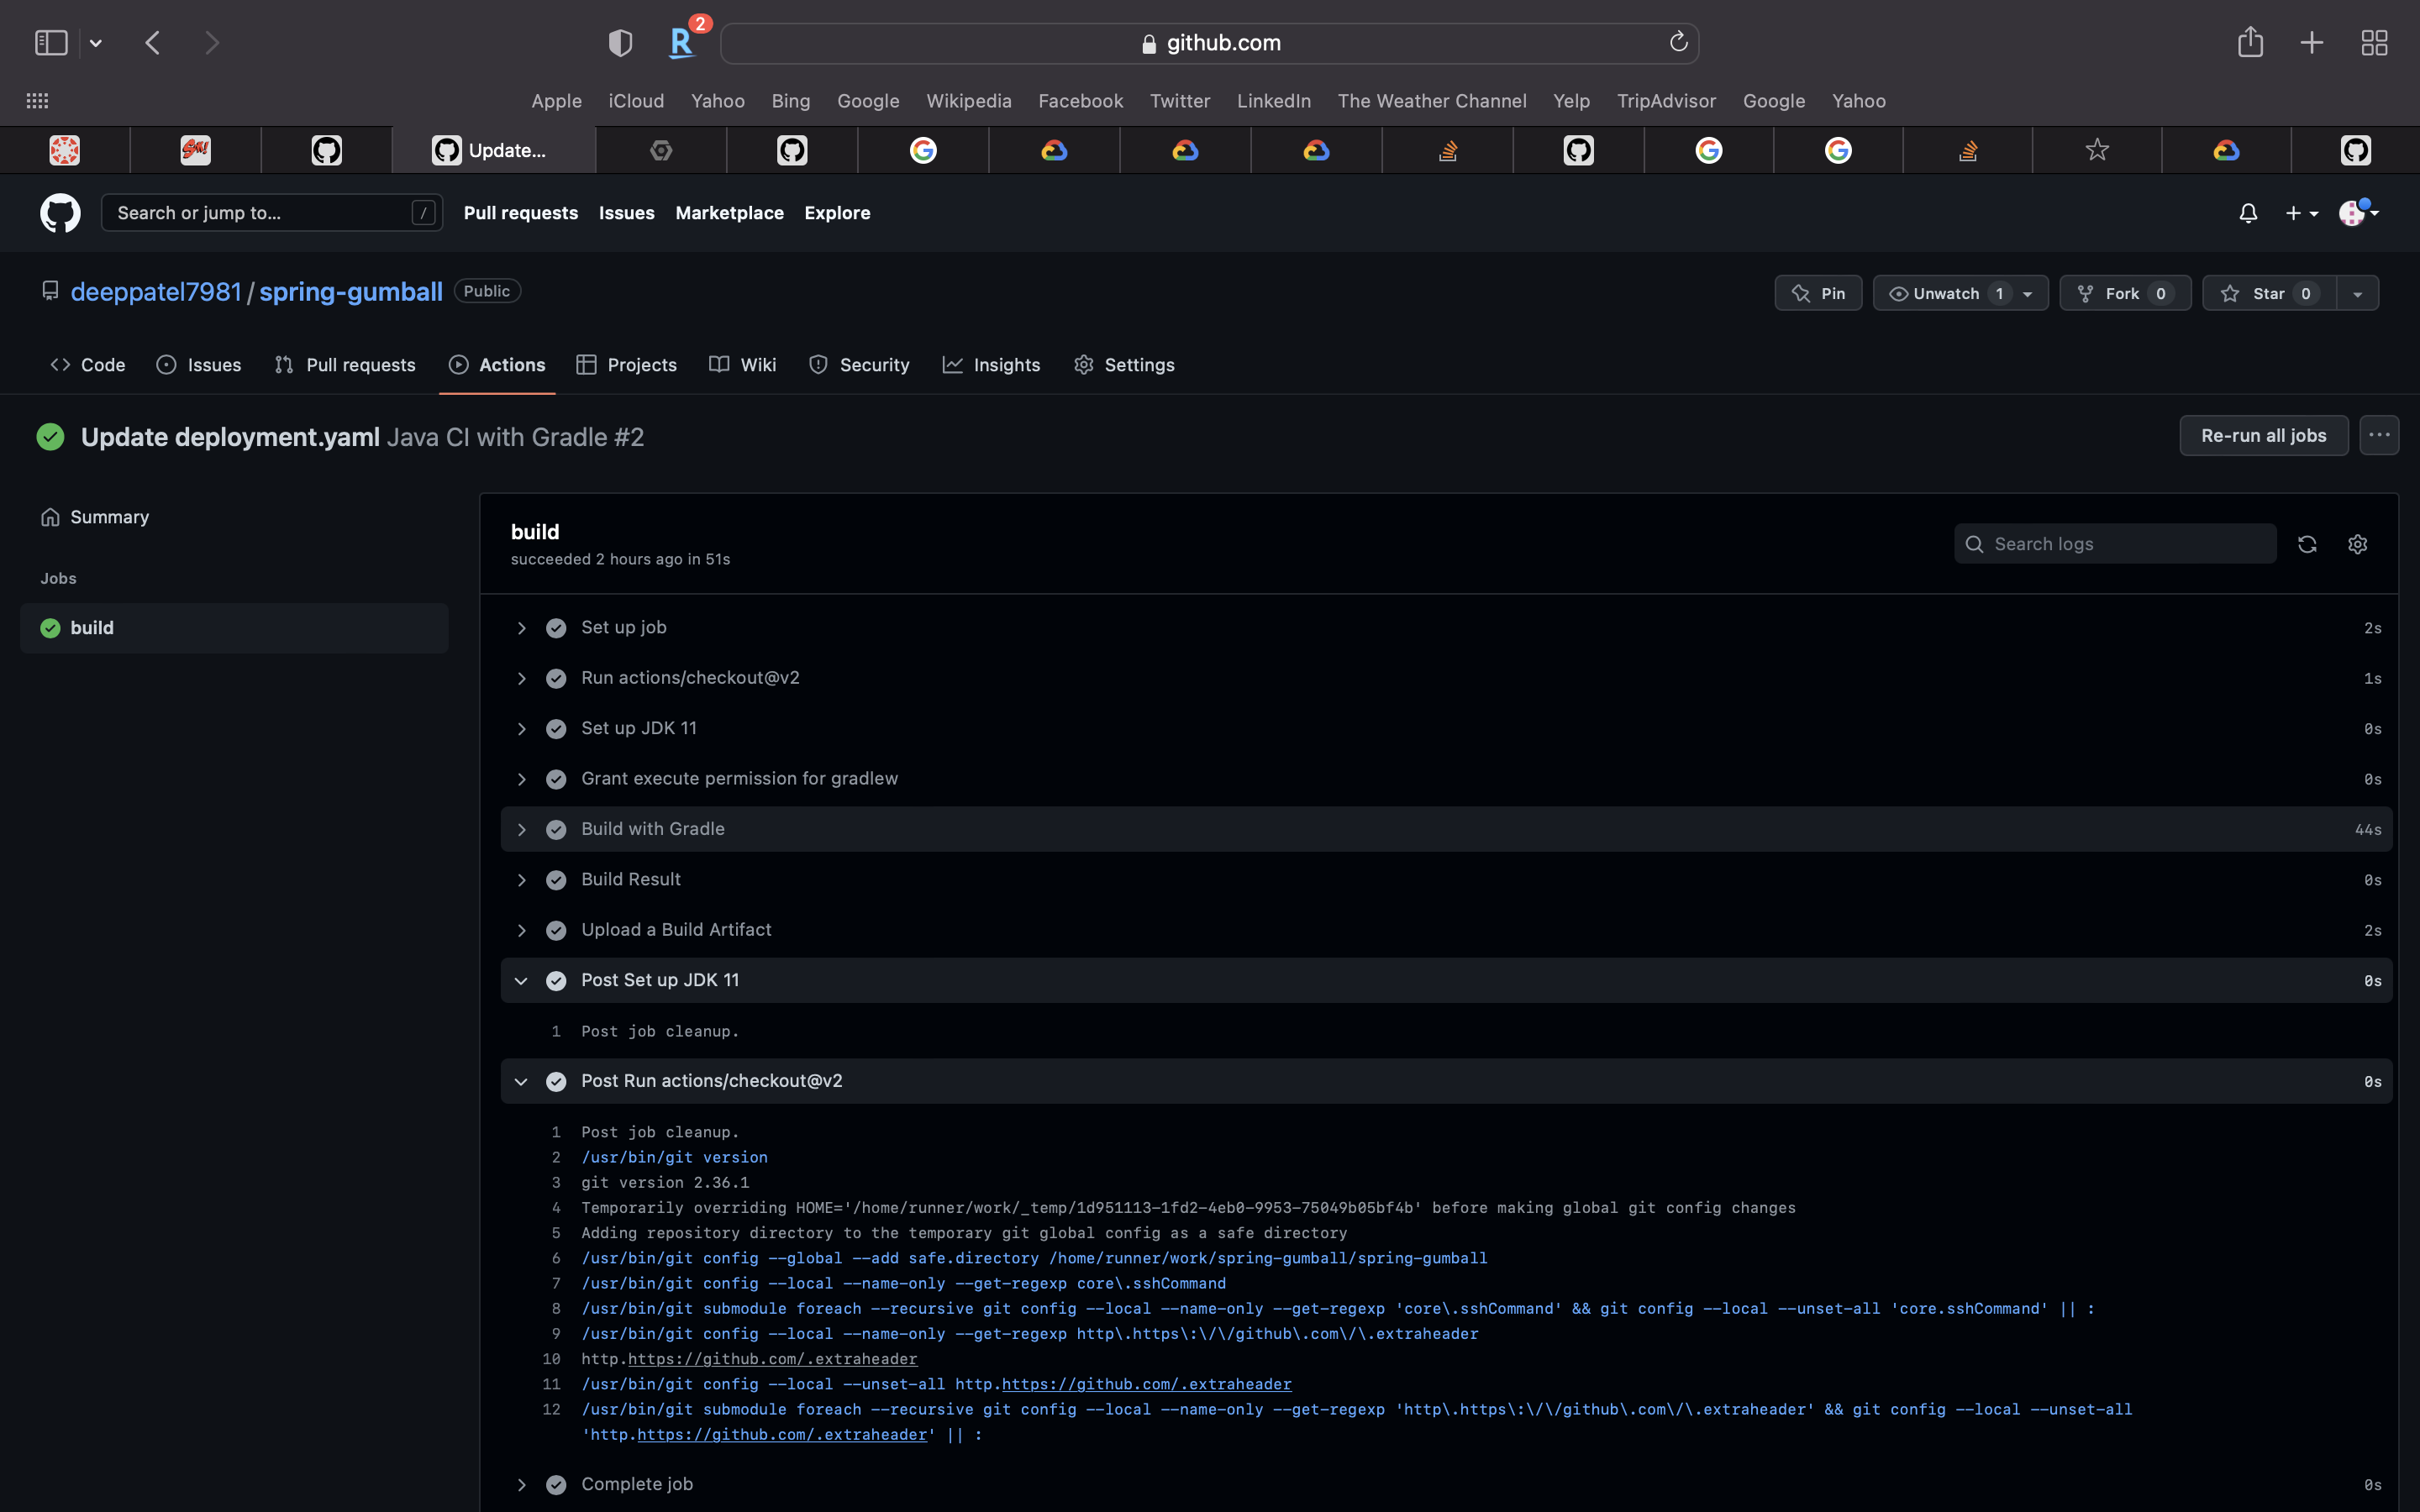 2
github.com
Apple iCloud Yahoo Bing Google Wikipedia Facebook Twitter LinkedIn The Weather Channel Yelp TripAdvisor Google Yahoo
SK!
Update...
Search or jump to... / Pull requests Issues Marketplace Explore
deeppatel7981 / spring-gumball Public
Pin Unwatch 1 Fork 0 Star 0
Code Issues Pull requests Actions Projects Wiki Security Insights Settings
Update deployment.yaml Java CI with Gradle #2
Re-run all jobs
Summary
Jobs
build
build
succeeded 2 hours ago in 51s
Search logs
Set up job 2s
Run actions/checkout@v2 1s
Set up JDK 11 0s
Grant execute permission for gradlew 0s
Build with Gradle 44s
Build Result 0s
Upload a Build Artifact 2s
Post Set up JDK 11 0s
1 Post job cleanup.
Post Run actions/checkout@v2 0s
1 Post job cleanup.
2 /usr/bin/git version
3 git version 2.36.1
4 Temporarily overriding HOME='/home/runner/work/_temp/1d951113-1fd2-4eb0-9953-75049b05bf4b' before making global git config changes
5 Adding repository directory to the temporary git global config as a safe directory
6 /usr/bin/git config --global --add safe.directory /home/runner/work/spring-gumball/spring-gumball
7 /usr/bin/git config --local --name-only --get-regexp core\.sshCommand
8 /usr/bin/git submodule foreach --recursive git config --local --name-only --get-regexp 'core\.sshCommand' && git config --local --unset-all 'core.sshCommand' || :
9 /usr/bin/git config --local --name-only --get-regexp http\.https\:\/\/github\.com\/\.extraheader
10 http.https://github.com/.extraheader
11 /usr/bin/git config --local --unset-all http.https://github.com/.extraheader
12 /usr/bin/git submodule foreach --recursive git config --local --name-only --get-regexp 'http\.https\:\/\/github\.com\/\.extraheader' && git config --local --unset-all
'http.https://github.com/.extraheader' || :
Complete job 0s